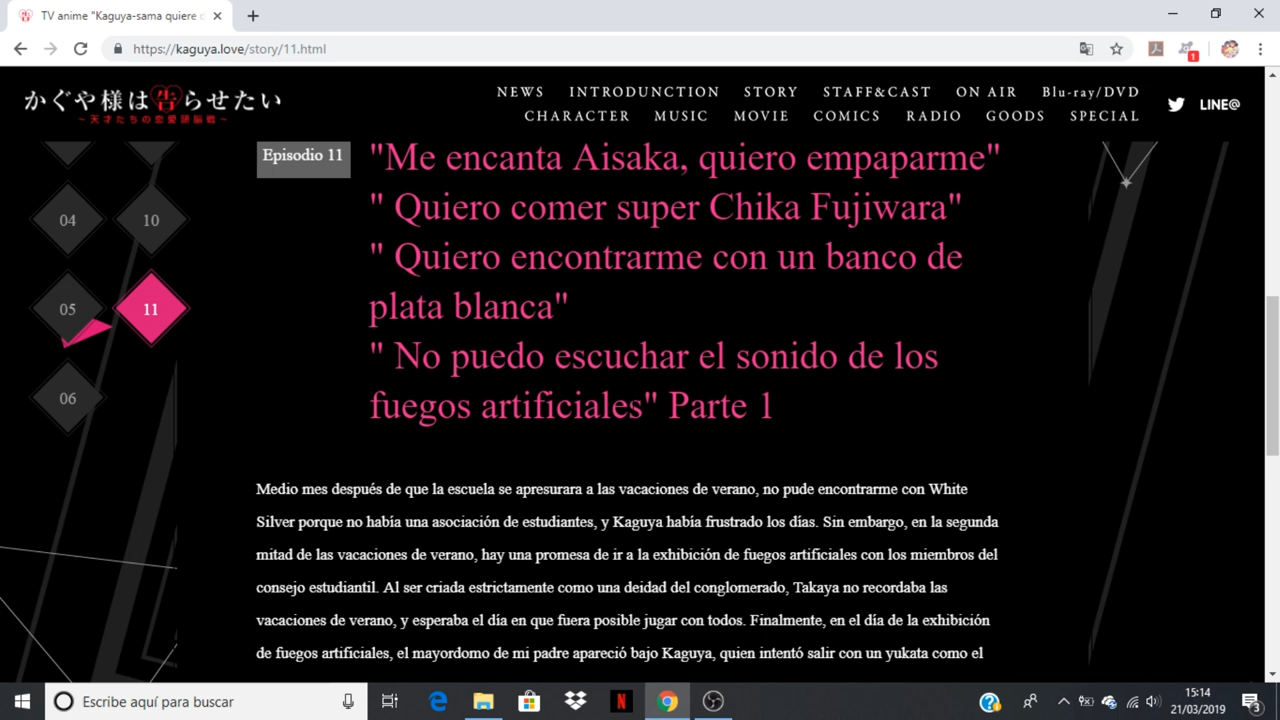 TV anime "Kaguya-sama quiere d
https://kaguya.love/story/11.html
1
かぐや様は告らせたい
~天才たちの恋愛頭脳戦~
NEWS INTRODUNCTION STORY STAFF&CAST ON AIR Blu-ray/DVD
CHARACTER MUSIC MOVIE COMICS RADIO GOODS SPECIAL
LINE@
04 10
05 11
06
Episodio 11
"Me encanta Aisaka, quiero empaparme"
" Quiero comer super Chika Fujiwara"
" Quiero encontrarme con un banco de
plata blanca"
" No puedo escuchar el sonido de los
fuegos artificiales" Parte 1
Medio mes después de que la escuela se apresurara a las vacaciones de verano, no pude encontrarme con White
Silver porque no había una asociación de estudiantes, y Kaguya había frustrado los días. Sin embargo, en la segunda
mitad de las vacaciones de verano, hay una promesa de ir a la exhibición de fuegos artificiales con los miembros del
consejo estudiantil. Al ser criada estrictamente como una deidad del conglomerado, Takaya no recordaba las
vacaciones de verano, y esperaba el día en que fuera posible jugar con todos. Finalmente, en el día de la exhibición
de fuegos artificiales, el mayordomo de mi padre apareció bajo Kaguya, quien intentó salir con un yukata como el
Escribe aquí para buscar
15:14
21/03/2019
3